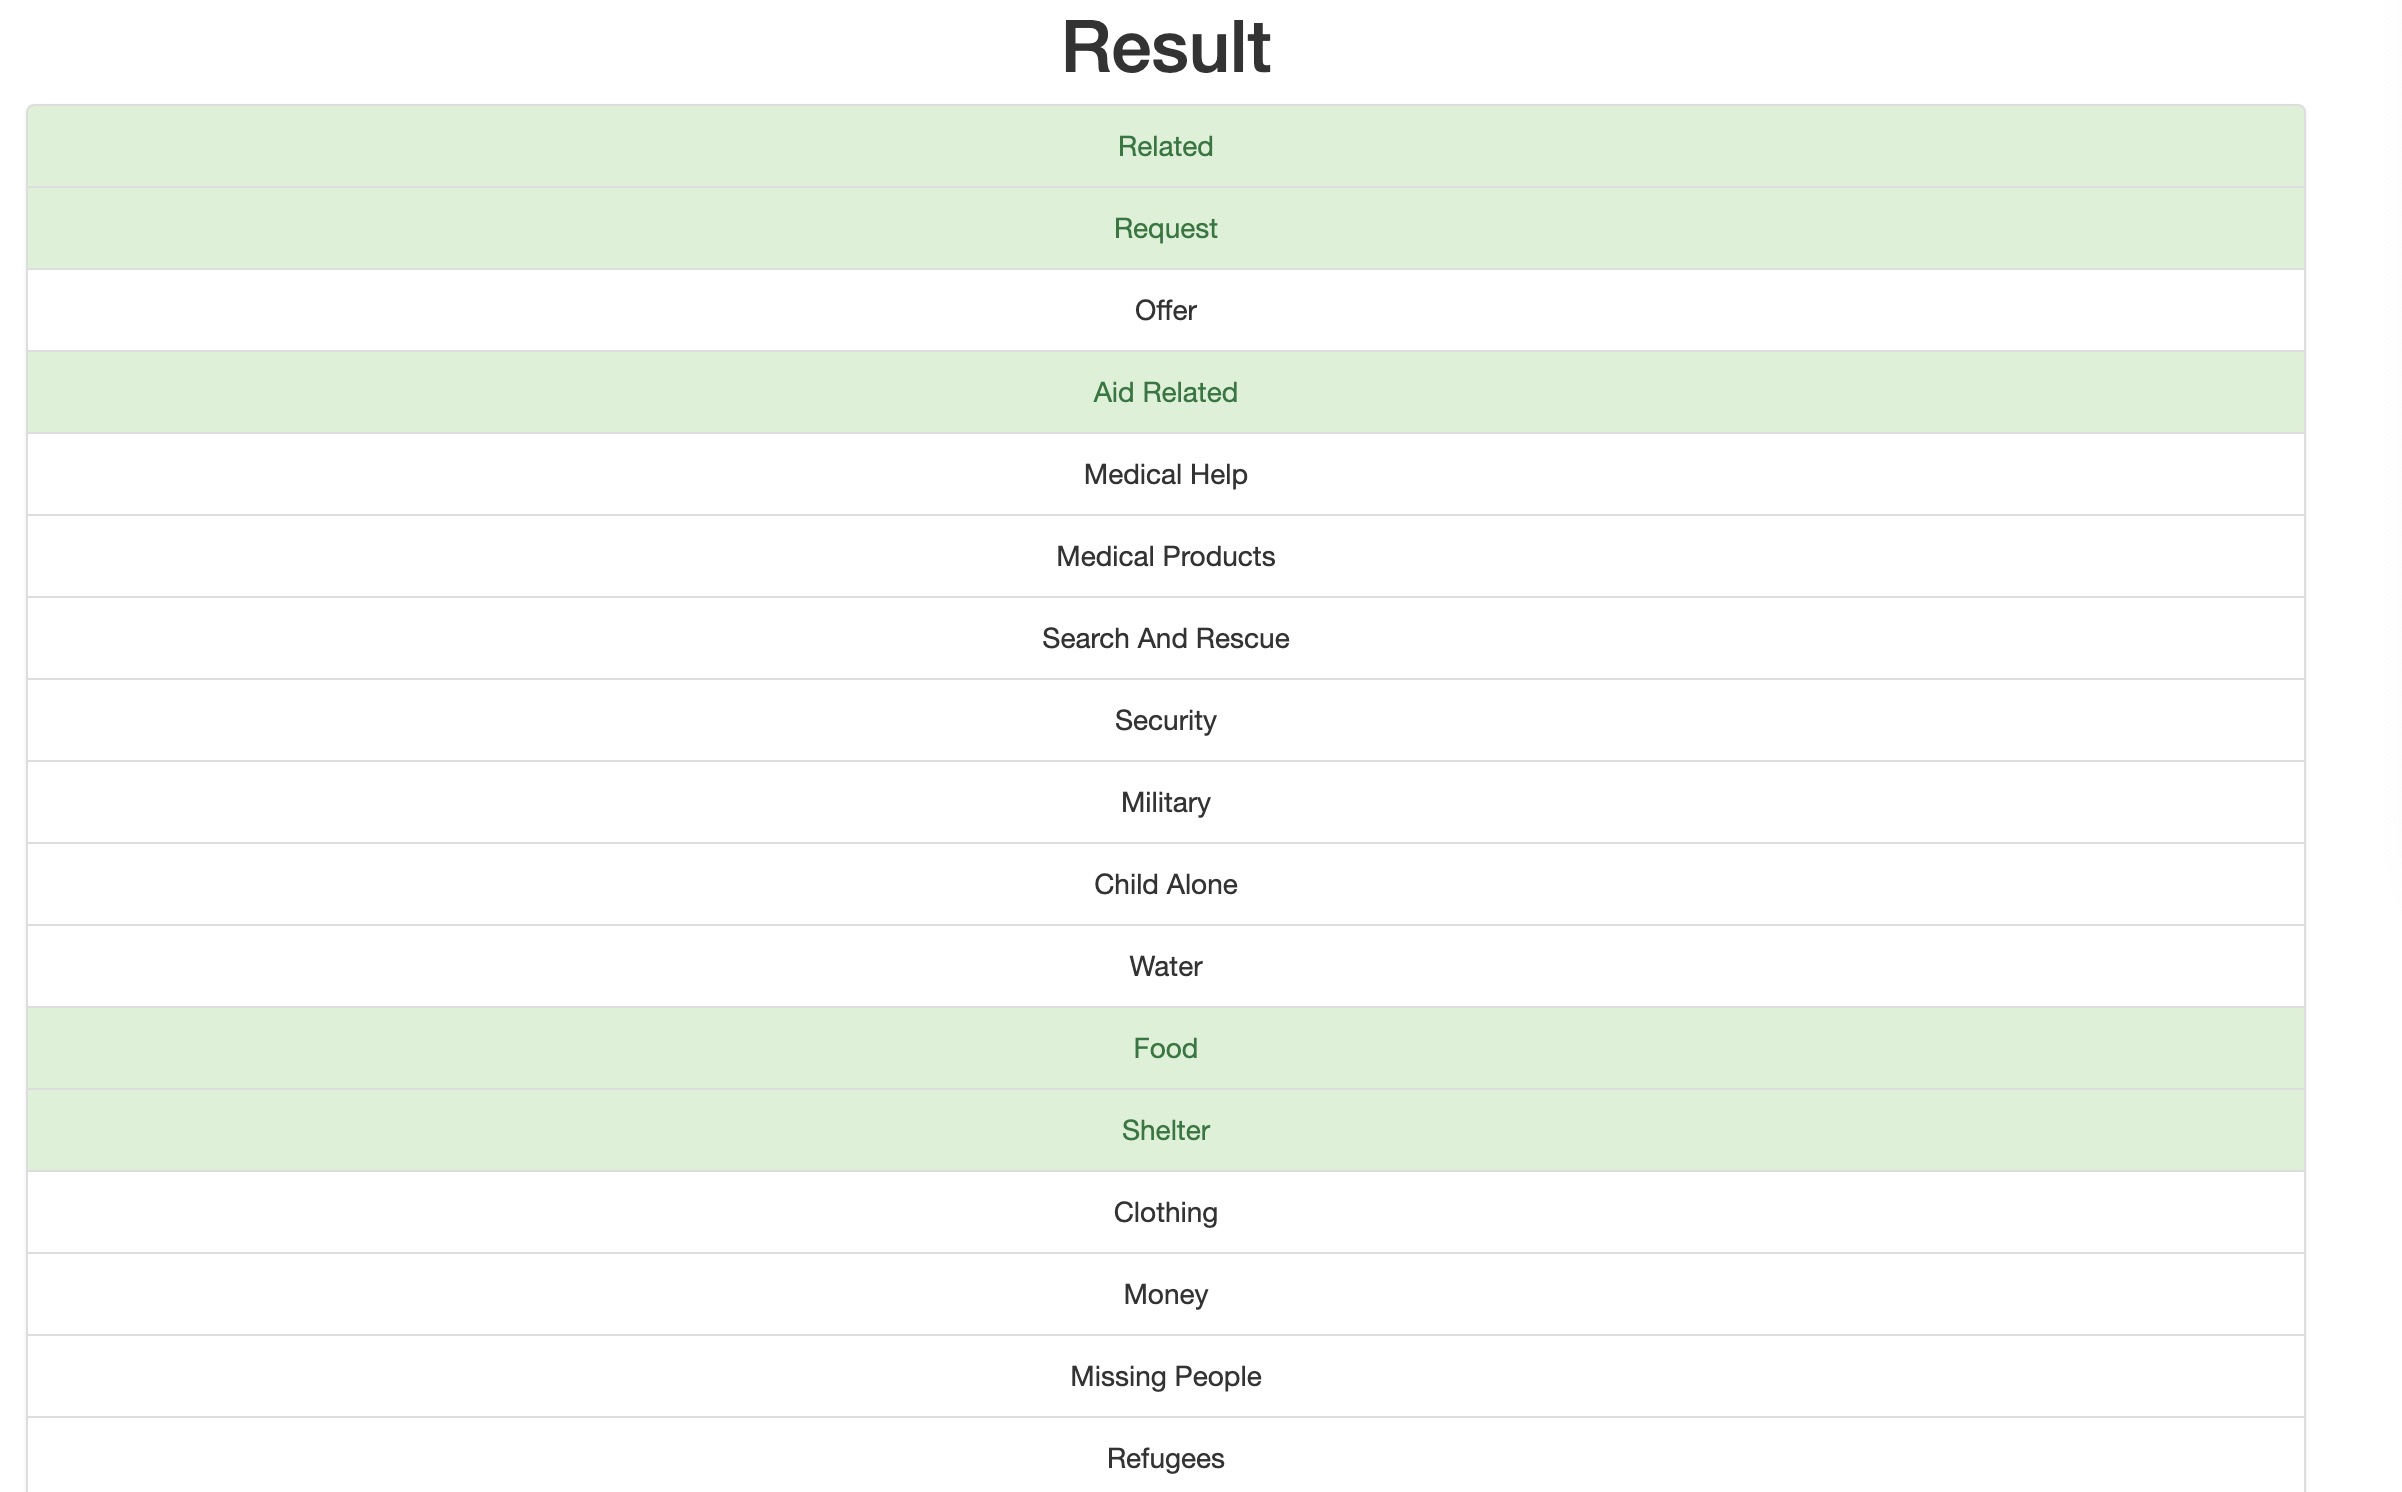 Result
Related
Request
Offer
Aid Related
Medical Help
Medical Products
Search And Rescue
Security
Military
Child Alone
Water
Food
Shelter
Clothing
Money
Missing People
Refugees